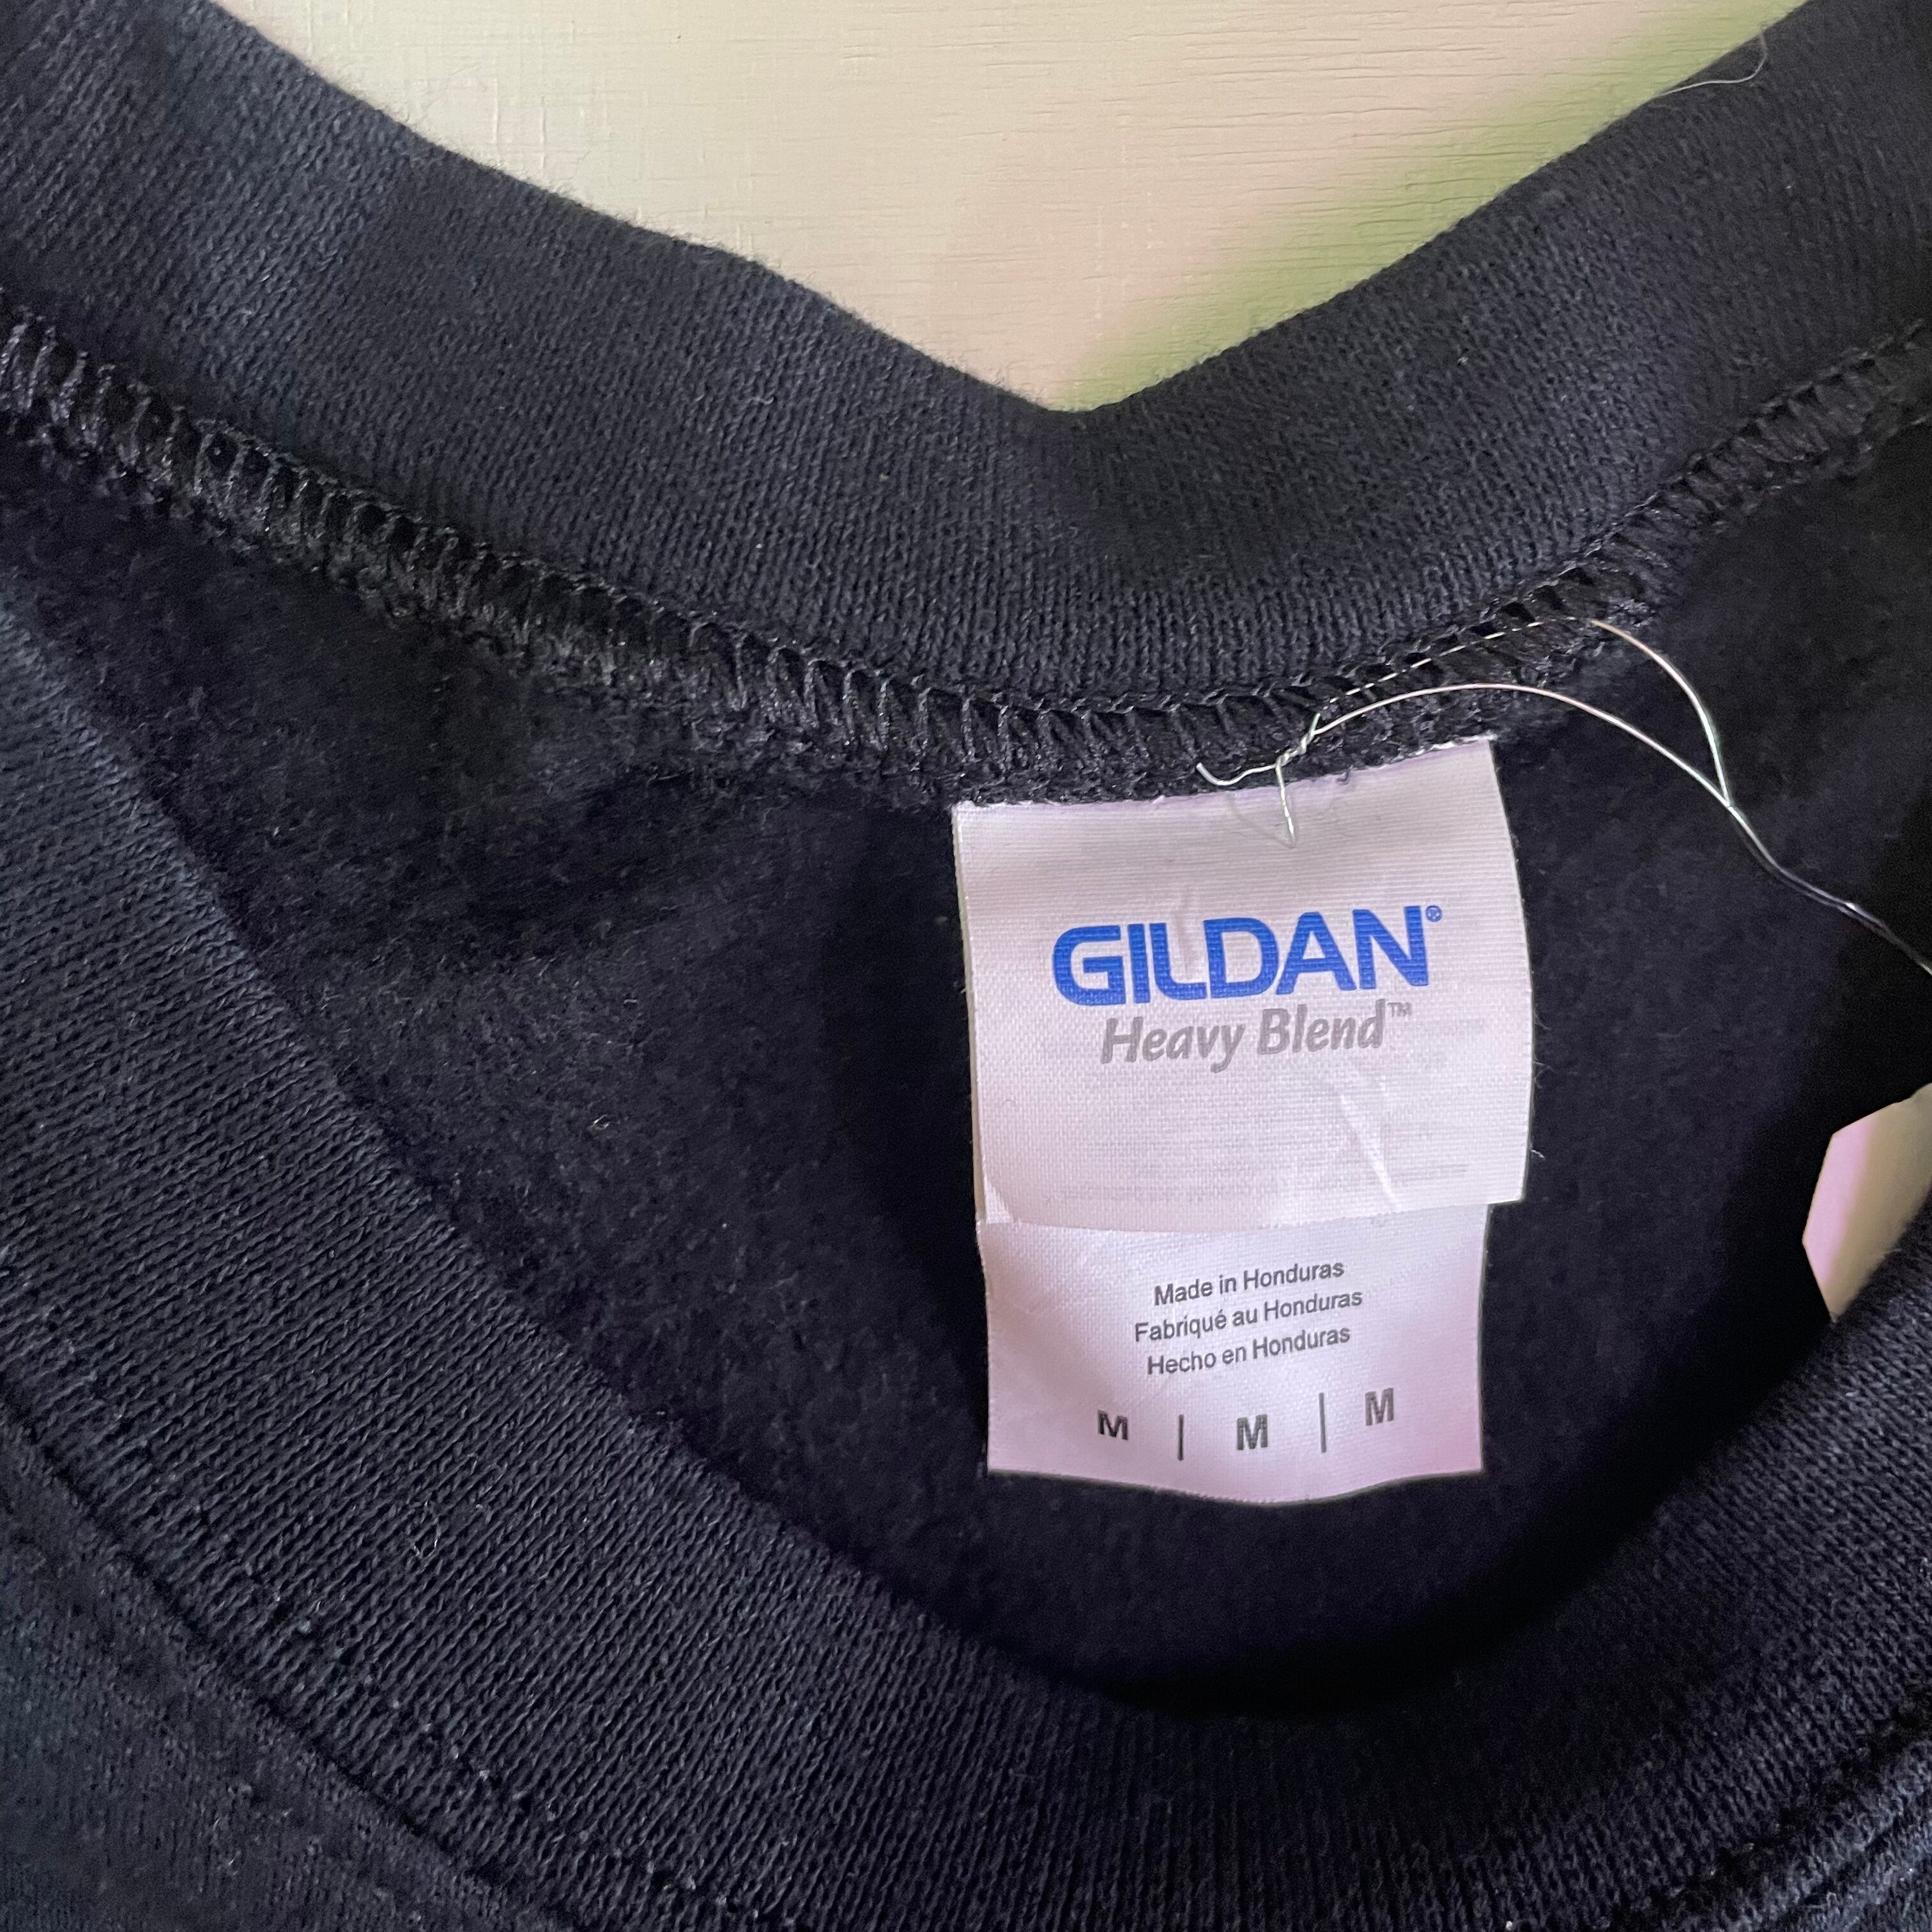 GILDAN®
Heavy Blend™
Made in Honduras
Fabriqué au Honduras
Hecho en Honduras
M | M | M